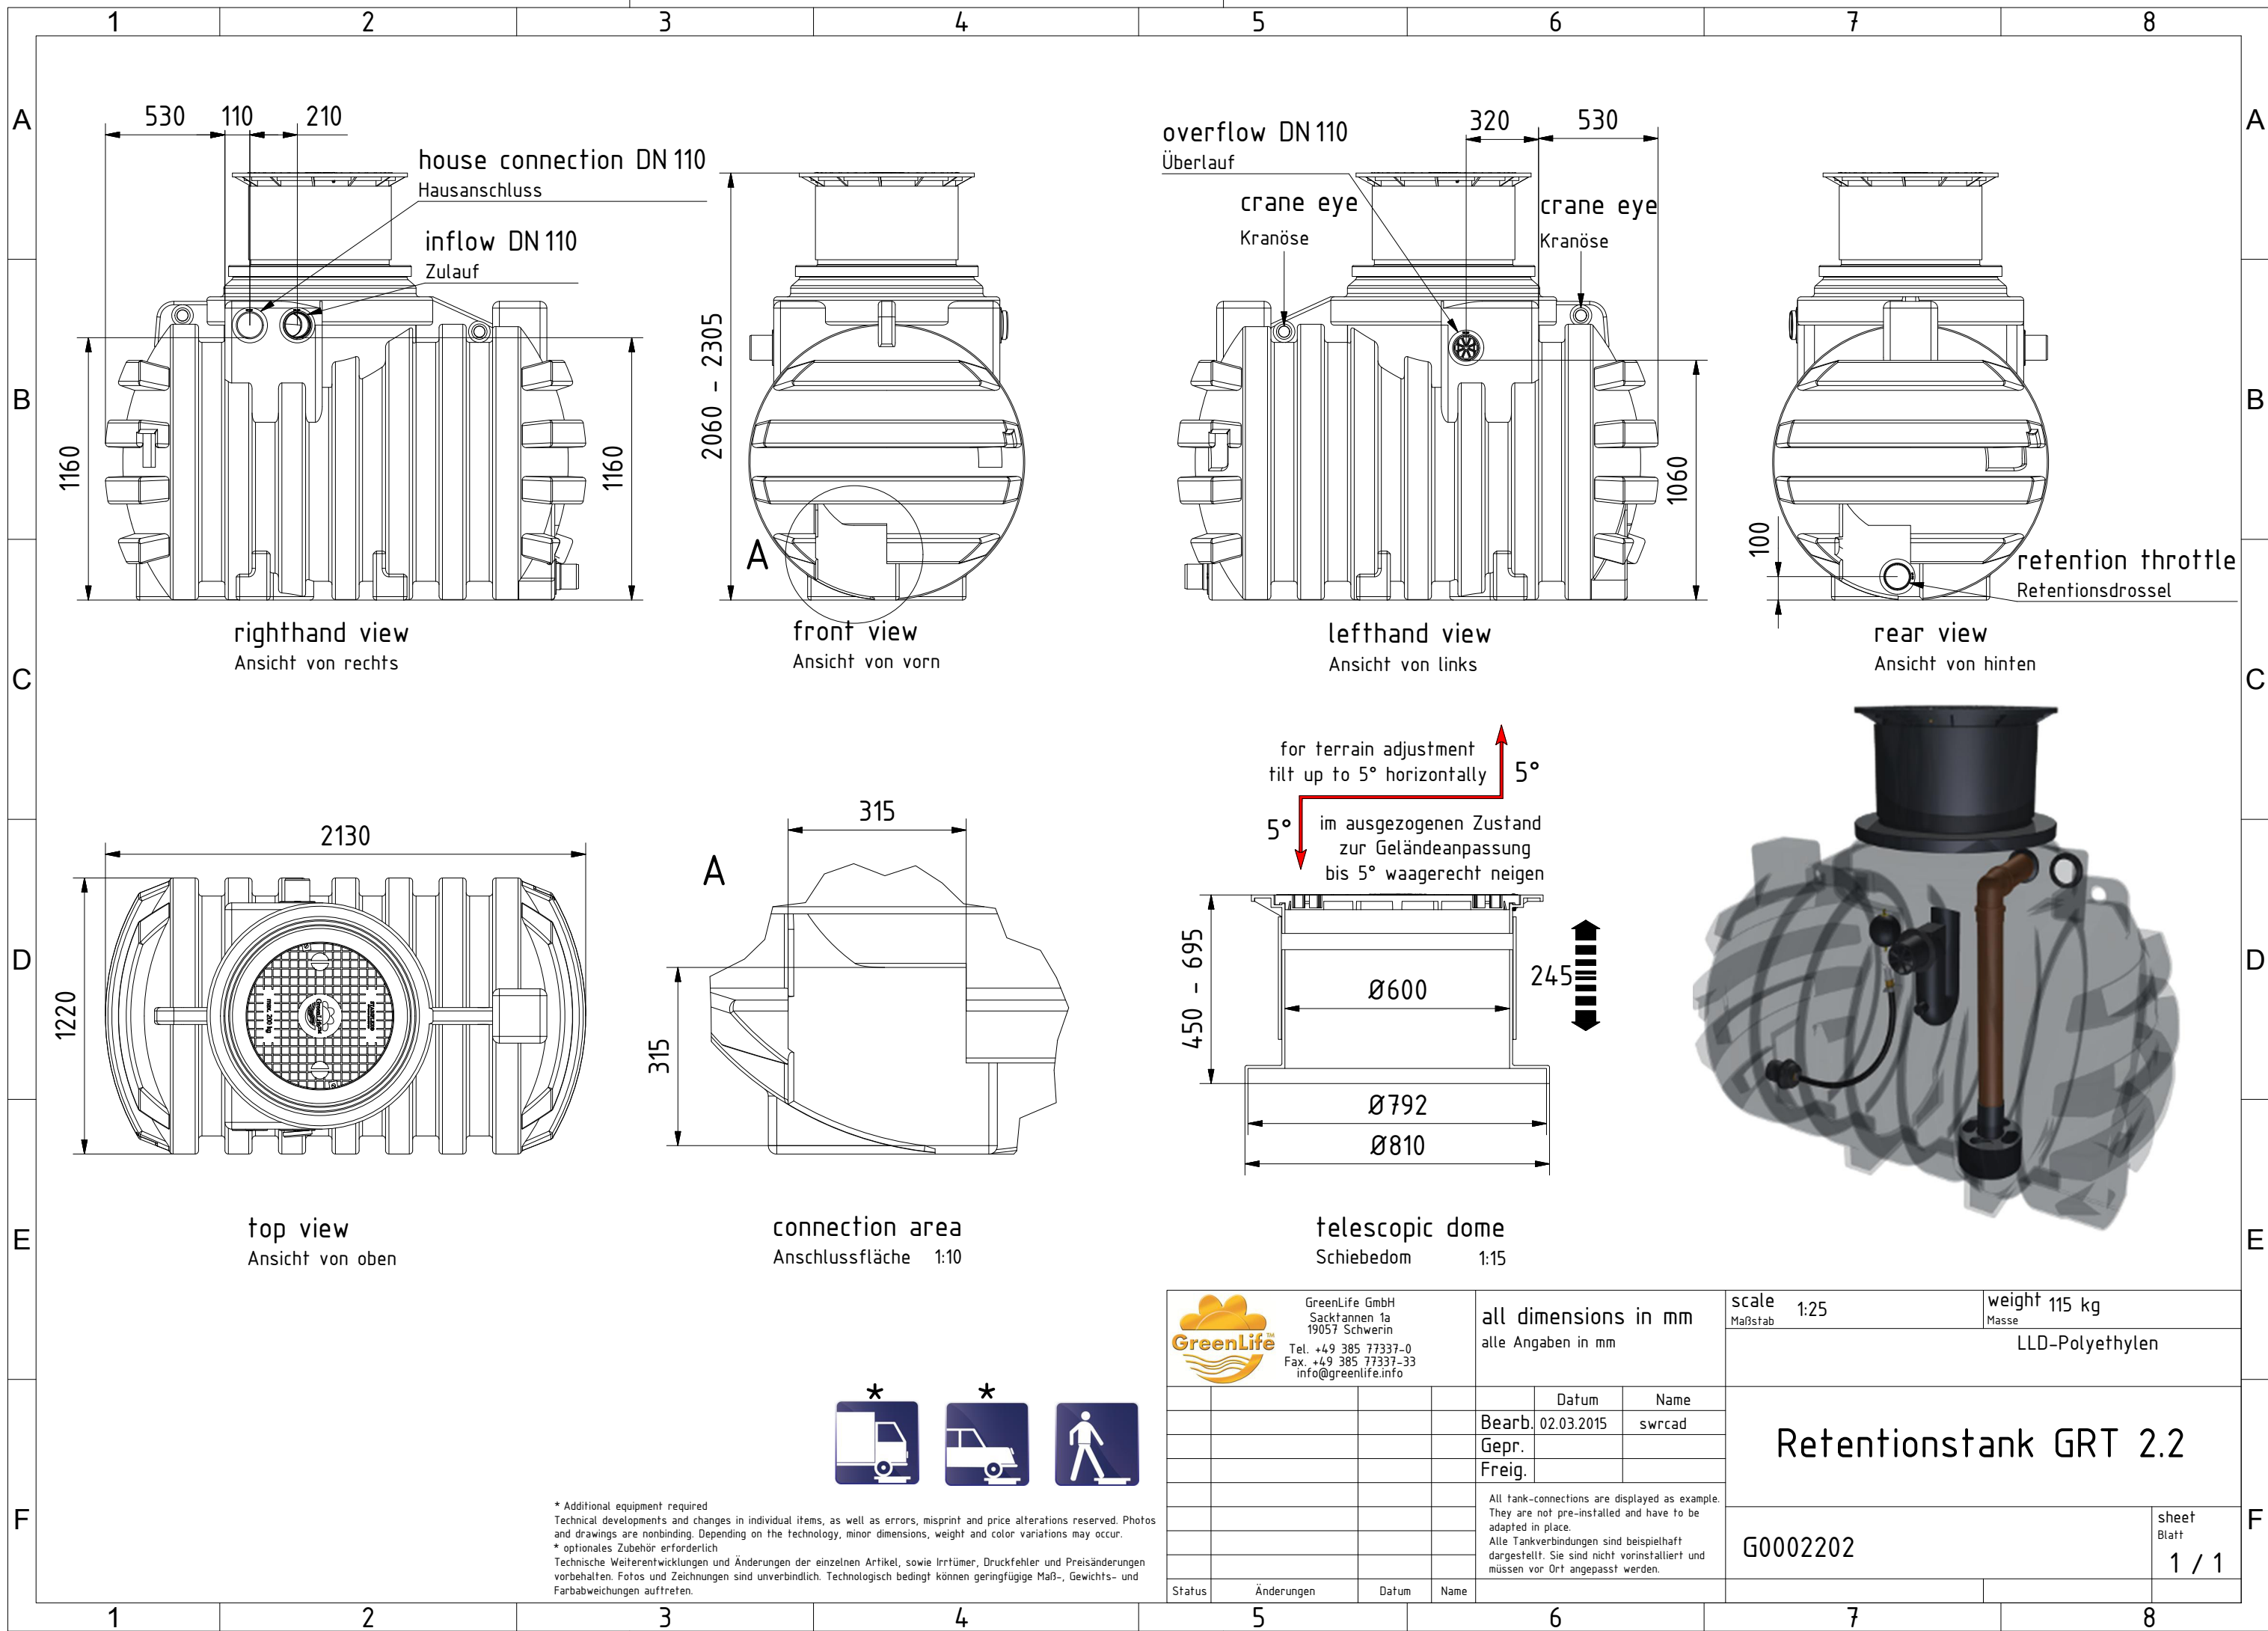 1 2 3 4 5 6 7 8
A A
B B
C C
D D
E E
F F
530 110 210
house connection DN 110
Hausanschluss
inflow DN 110
Zulauf
1160
1160
righthand view
Ansicht von rechts
2060 - 2305
A
front view
Ansicht von vorn
overflow DN 110
Überlauf
320 530
crane eye
Kranöse
crane eye
Kranöse
1060
lefthand view
Ansicht von links
100
retention throttle
Retentionsdrossel
rear view
Ansicht von hinten
2130
1220
max. 200 kg
GreenLife
top view
Ansicht von oben
A
315
315
connection area
Anschlussfläche 1:10
for terrain adjustment
tilt up to 5° horizontally
5°
5°
im ausgezogenen Zustand
zur Geländeanpassung
bis 5° waagerecht neigen
450 - 695
245
Ø600
Ø792
Ø810
telescopic dome
Schiebedom 1:15
* *
* Additional equipment required
Technical developments and changes in individual items, as well as errors, misprint and price alterations reserved. Photos
and drawings are nonbinding. Depending on the technology, minor dimensions, weight and color variations may occur.
* optionales Zubehör erforderlich
Technische Weiterentwicklungen und Änderungen der einzelnen Artikel, sowie Irrtümer, Druckfehler und Preisänderungen
vorbehalten. Fotos und Zeichnungen sind unverbindlich. Technologisch bedingt können geringfügige Maß-, Gewichts- und
Farbabweichungen auftreten.
GreenLife™
GreenLife GmbH
Sacktannen 1a
19057 Schwerin
Tel. +49 385 77337-0
Fax. +49 385 77337-33
info@greenlife.info
all dimensions in mm
alle Angaben in mm
scale 1:25
Maßstab
weight 115 kg
Masse
LLD-Polyethylen
Datum Name
Bearb. 02.03.2015 swrcad
Gepr.
Freig.
Retentionstank GRT 2.2
All tank-connections are displayed as example.
They are not pre-installed and have to be
adapted in place.
Alle Tankverbindungen sind beispielhaft
dargestellt. Sie sind nicht vorinstalliert und
müssen vor Ort angepasst werden.
G0002202
sheet
Blatt
1 / 1
Status Änderungen Datum Name
1 2 3 4 5 6 7 8